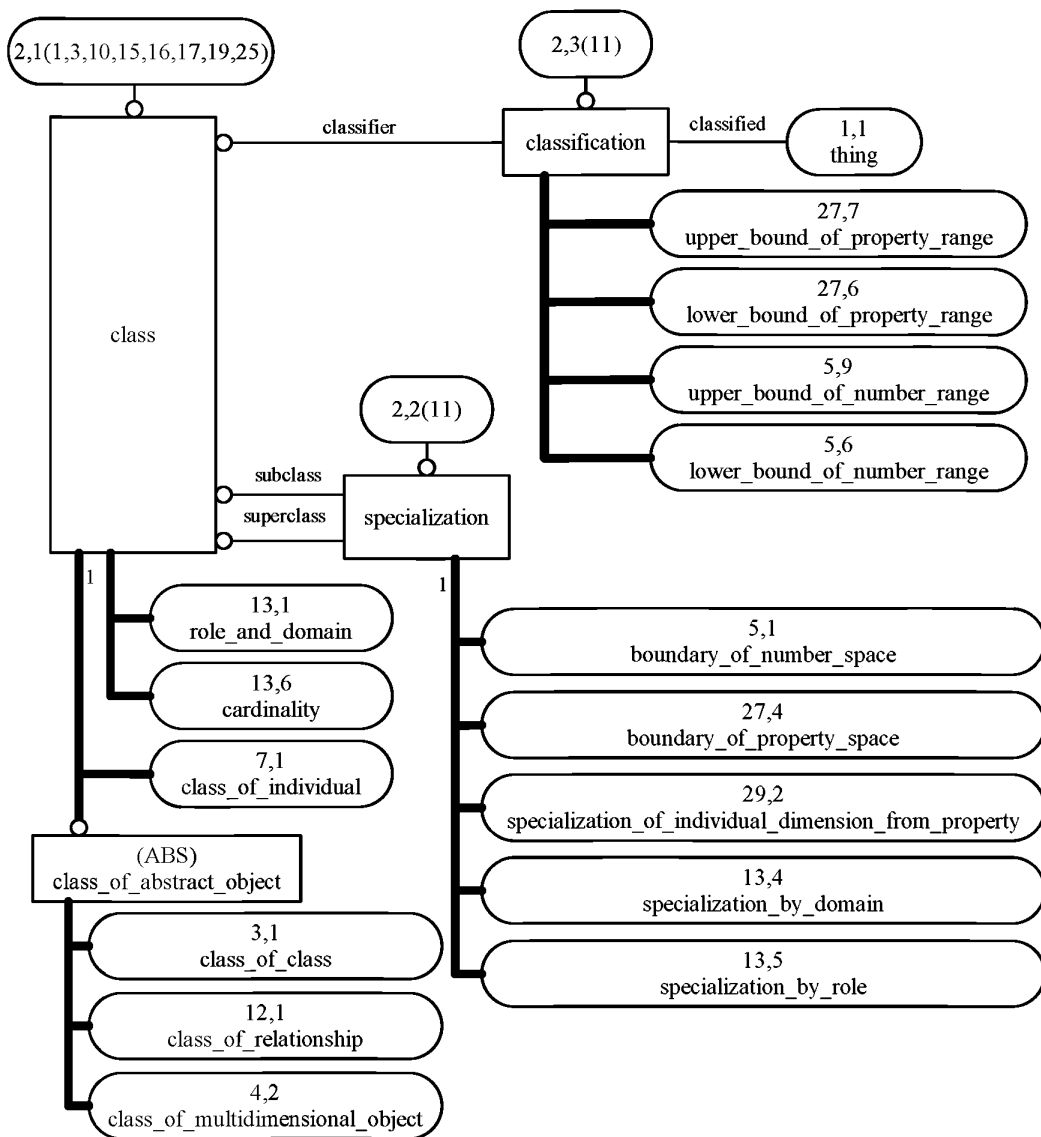 2,1(1,3,10,15,16,17,19,25)
2,3(11)
classifier
classification
classified
1,1
thing
27,7
upper_bound_of_property_range
27,6
lower_bound_of_property_range
class
5,9
upper_bound_of_number_range
2,2(11)
5,6
lower_bound_of_number_range
subclass
superclass
specialization
1
1
13,1
role_and_domain
5,1
boundary_of_number_space
13,6
cardinality
27,4
boundary_of_property_space
7,1
class_of_individual
29,2
specialization_of_individual_dimension_from_property
(ABS)
class_of_abstract_object
13,4
specialization_by_domain
3,1
class_of_class
13,5
specialization_by_role
12,1
class_of_relationship
4,2
class_of_multidimensional_object